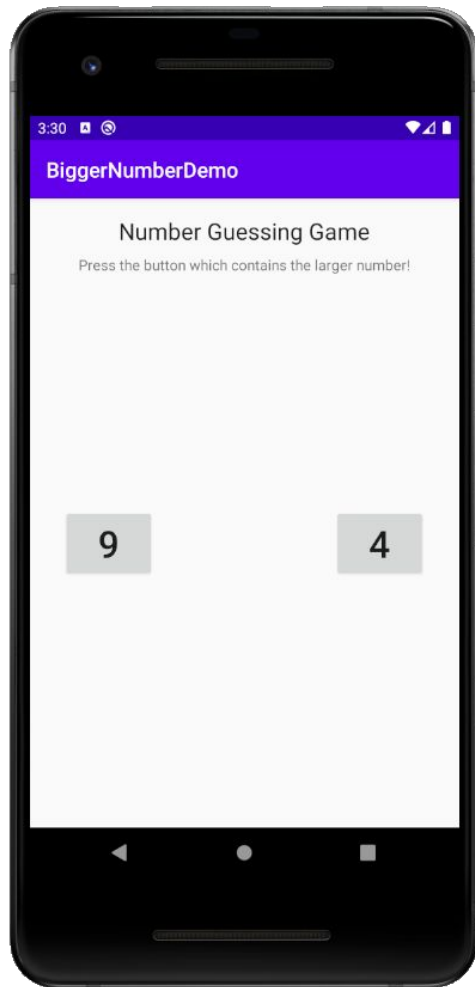 3:30
BiggerNumberDemo
Number Guessing Game
Press the button which contains the larger number!
9 4